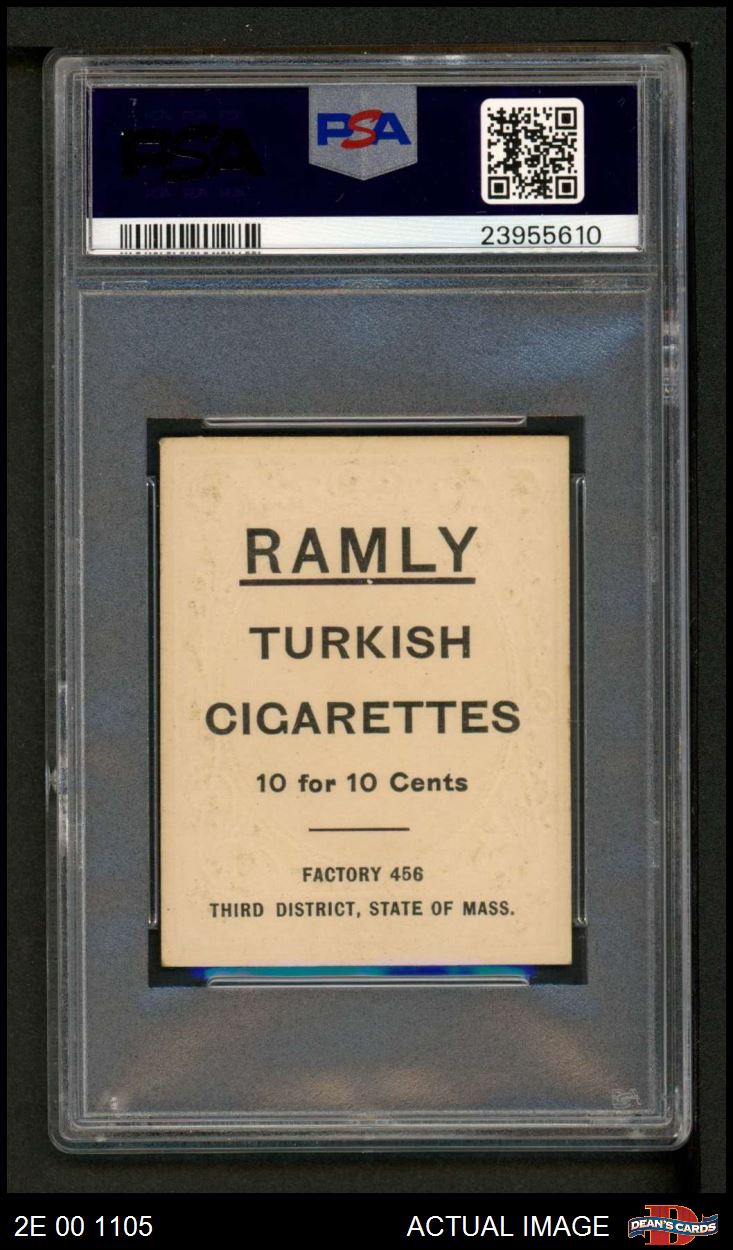 PSA
PSA
23955610
RAMLY
TURKISH
CIGARETTES
10 for 10 Cents
FACTORY 456
THIRD DISTRICT, STATE OF MASS.
2E 00 1105
ACTUAL IMAGE
DEAN'S CARDS